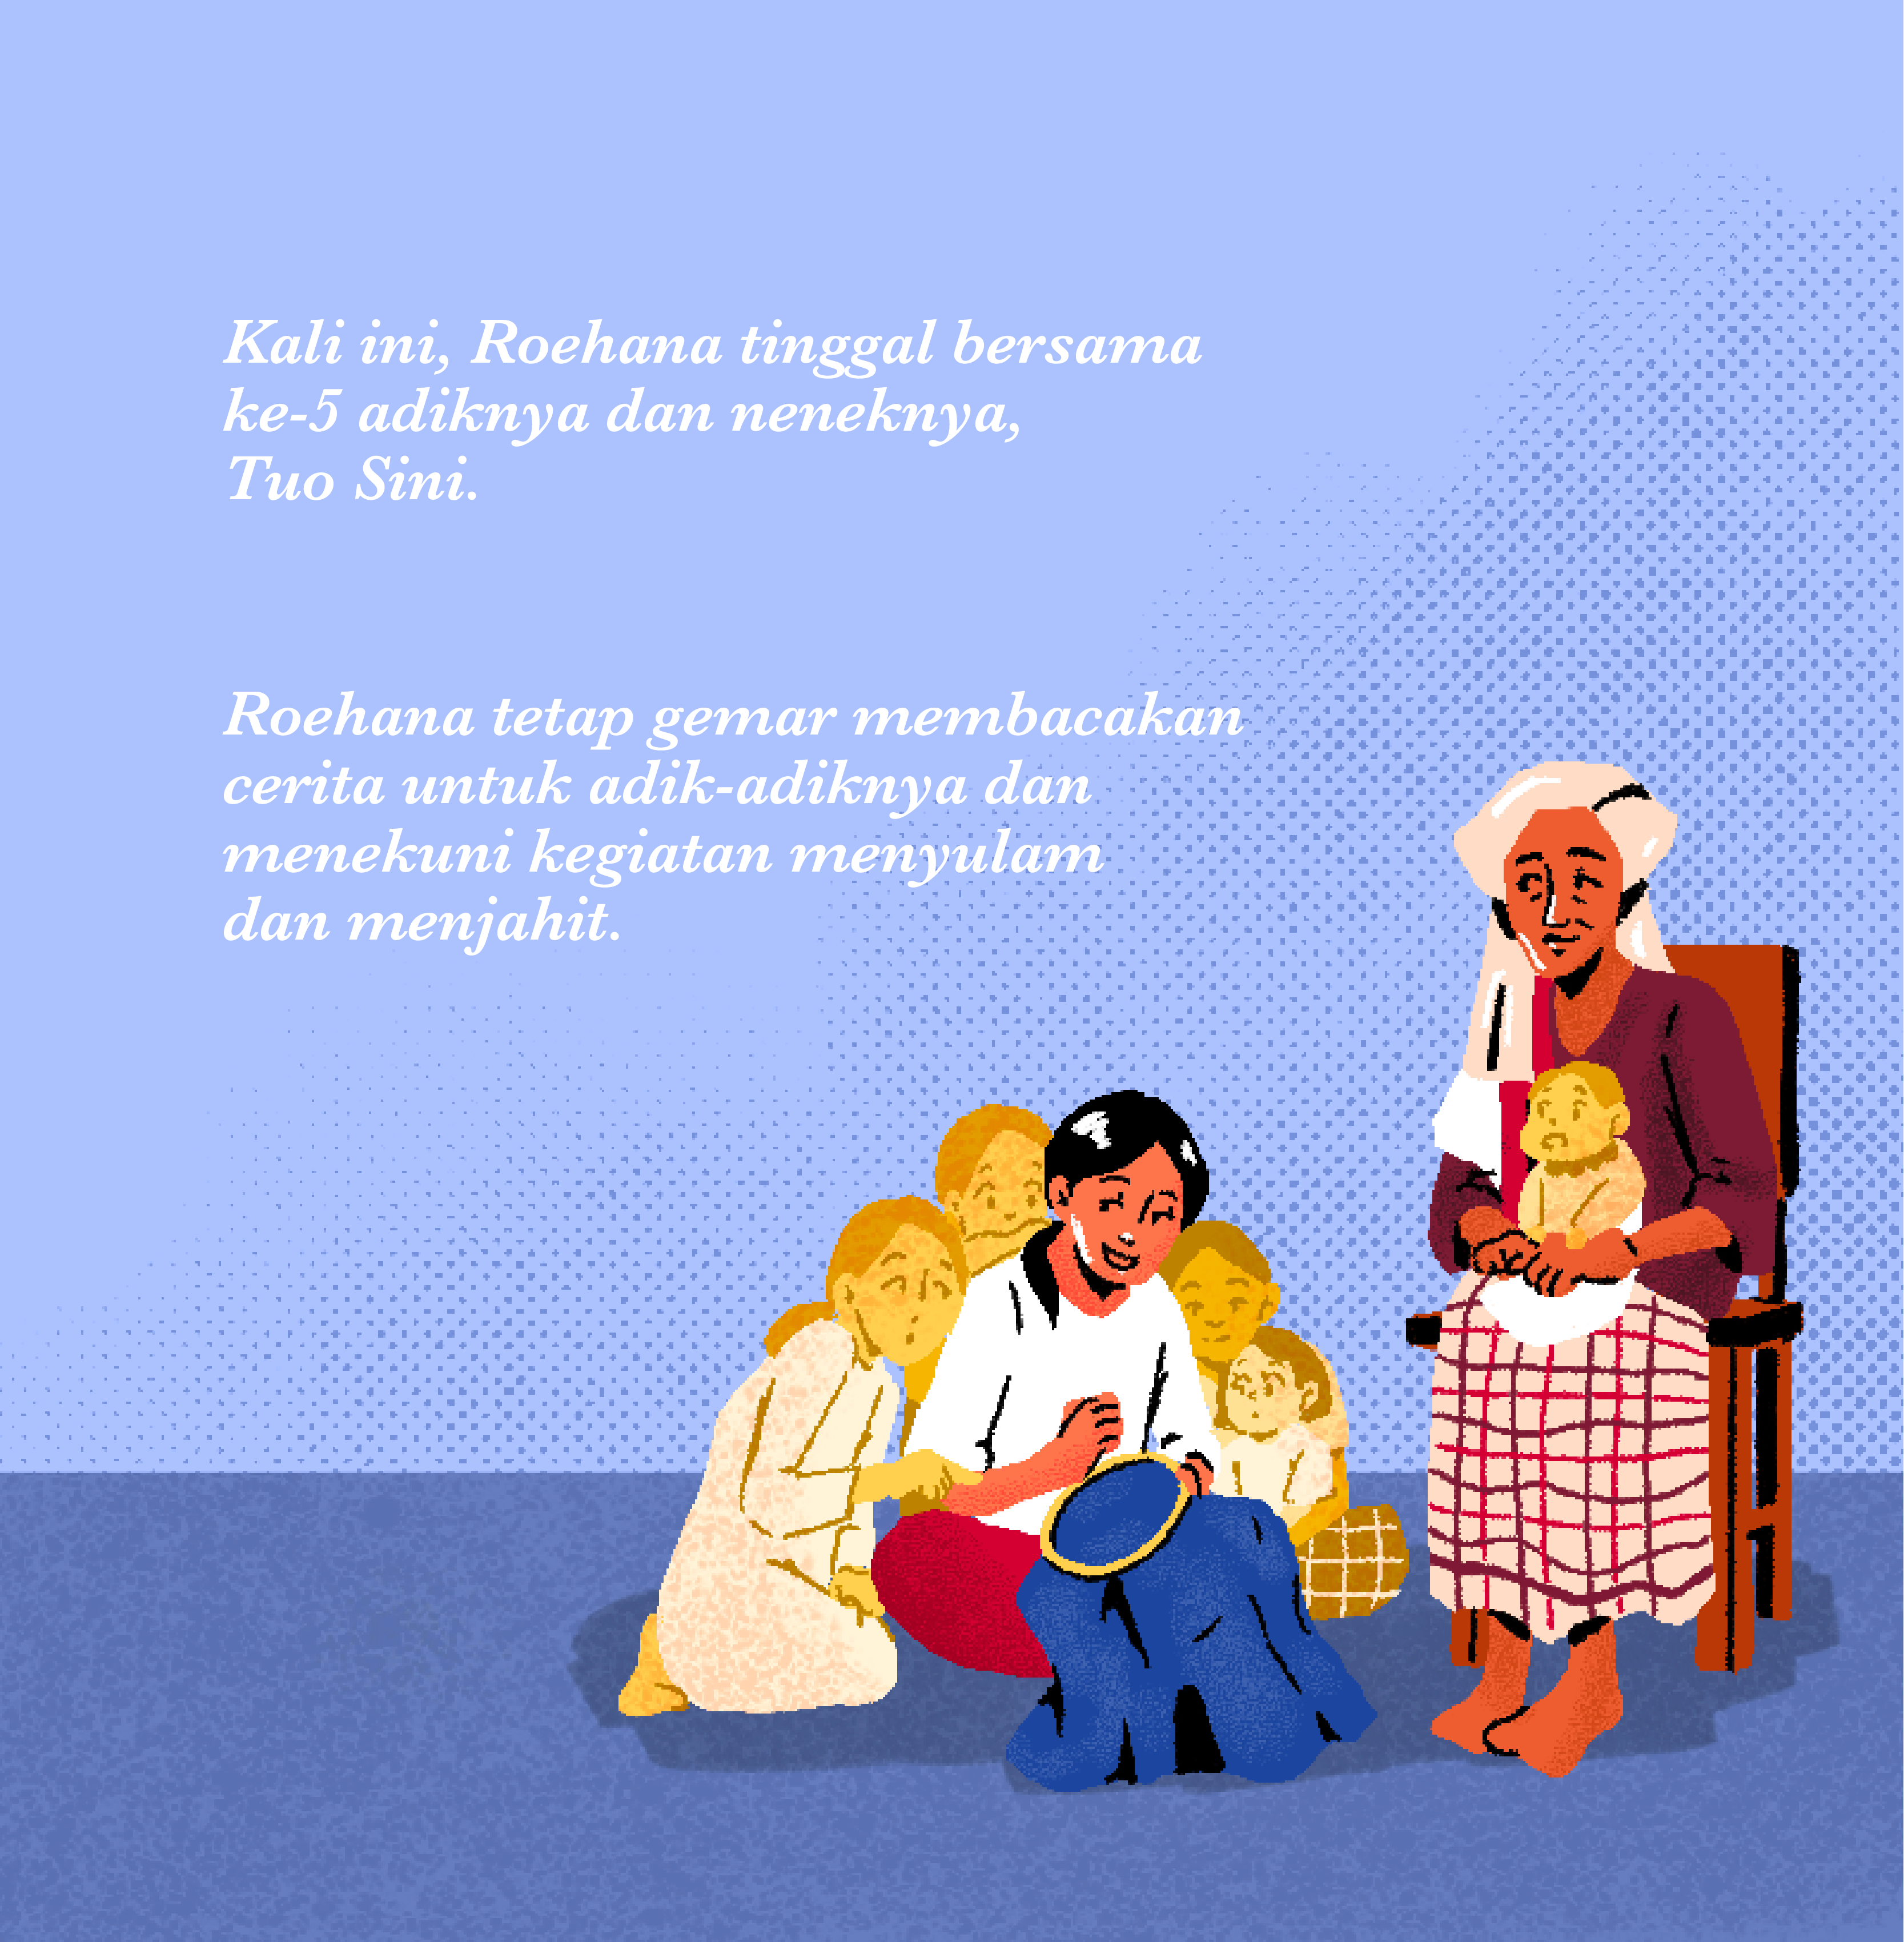 Kali ini, Roehana tinggal bersama
ke-5 adiknya dan neneknya,
Tuo Sini.
Roehana tetap gemar membacakan
cerita untuk adik-adiknya dan
menekuni kegiatan menyulam
dan menjahit.